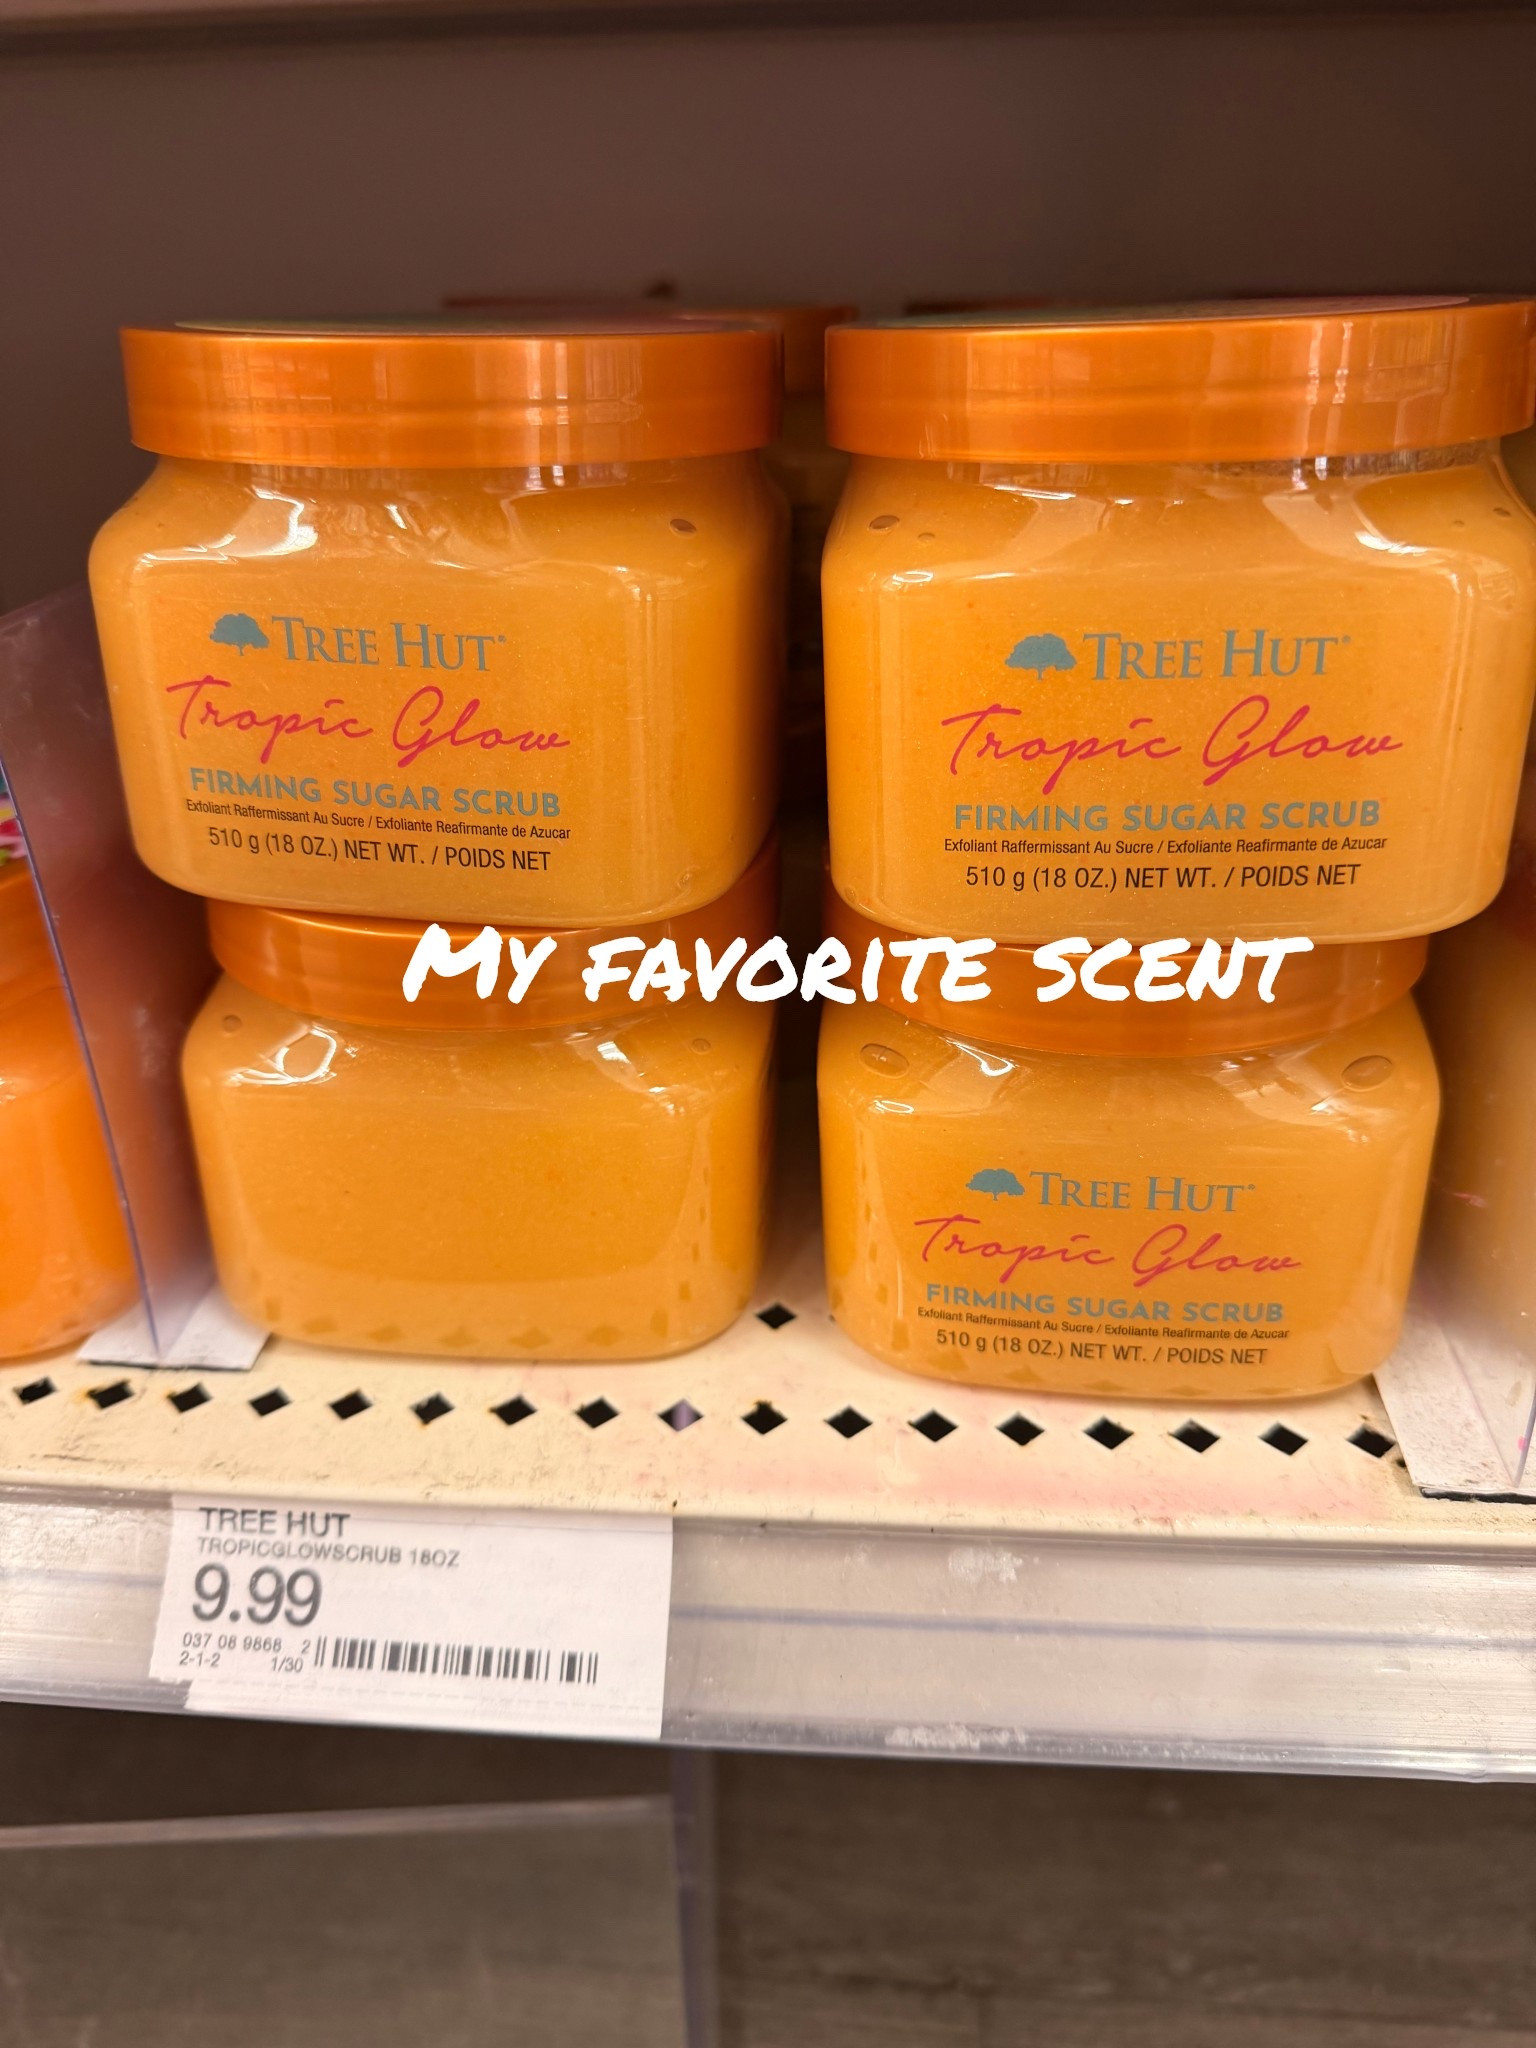 TREE HUT®
Tropic Glow
FIRMING SUGAR SCRUB
Exfoliant Raffermissant Au Sucre / Exfoliante Reafirmante de Azucar
510 g (18 OZ.) NET WT. / POIDS NET
TREE HUT®
Tropic Glow
FIRMING SUGAR SCRUB
Exfoliant Raffermissant Au Sucre / Exfoliante Reafirmante de Azucar
510 g (18 OZ.) NET WT. / POIDS NET
My favorite scent
TREE HUT®
Tropic Glow
FIRMING SUGAR SCRUB
Exfoliant Raffermissant Au Sucre / Exfoliante Reafirmante de Azucar
510 g (18 OZ.) NET WT. / POIDS NET
TREE HUT
TROPICGLOWSCRUB 18OZ
9.99
037 08 9868 2
2-1-2 1/30